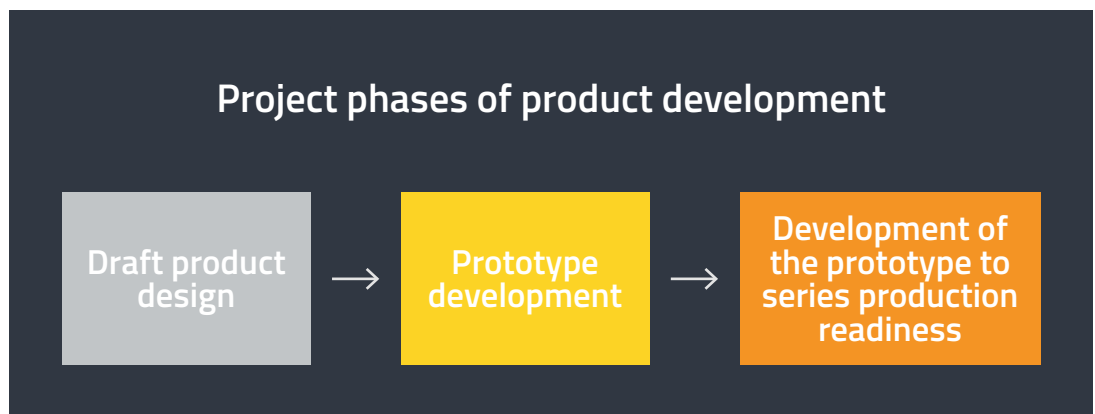 Project phases of product development
Draft product
design
Prototype
development
Development of
the prototype to
series production
readiness